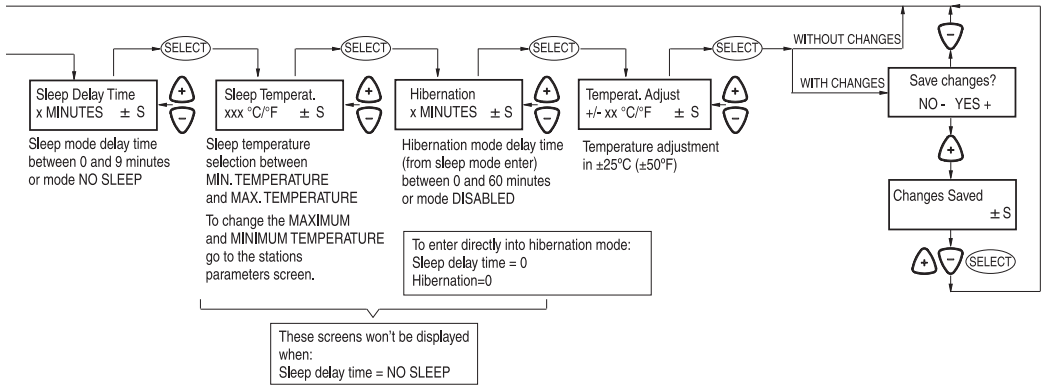 SELECT
SELECT
SELECT
SELECT
WITHOUT CHANGES
WITH CHANGES
Sleep Delay Time
x MINUTES ± S
Sleep mode delay time
between 0 and 9 minutes
or mode NO SLEEP
Sleep Temperat.
xxx °C/°F ± S
Sleep temperature
selection between
MIN. TEMPERATURE
and MAX. TEMPERATURE
To change the MAXIMUM
and MINIMUM TEMPERATURE
go to the stations
parameters screen.
Hibernation
x MINUTES ± S
Hibernation mode delay time
(from sleep mode enter)
between 0 and 60 minutes
or mode DISABLED
Temperat. Adjust
+/- xx °C/°F ± S
Temperature adjustment
in ±25°C (±50°F)
Save changes?
NO - YES +
Changes Saved
± S
SELECT
To enter directly into hibernation mode:
Sleep delay time = 0
Hibernation=0
These screens won't be displayed
when:
Sleep delay time = NO SLEEP